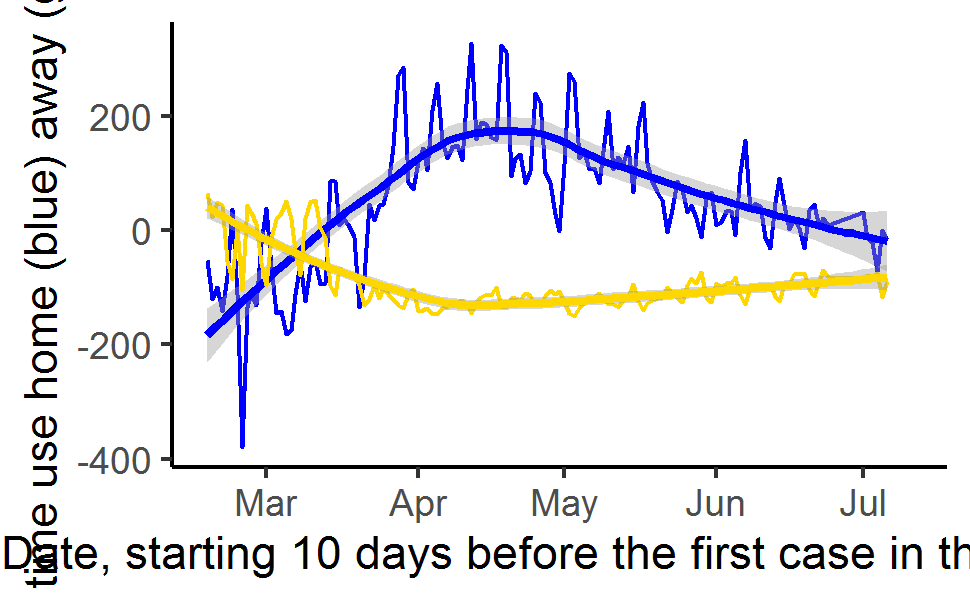 time use home (blue) away (g
200
0
-200
-400
Mar Apr May Jun Jul
Date, starting 10 days before the first case in th